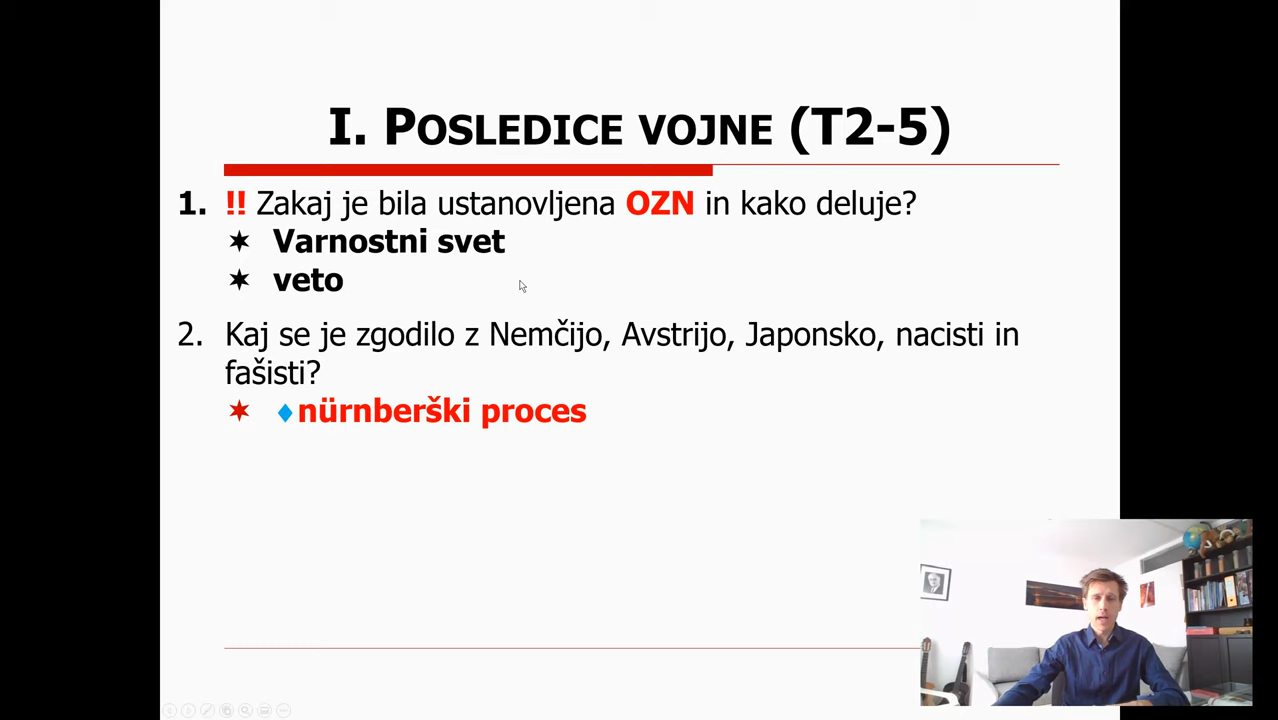 I. POSLEDICE VOJNE (T2-5)
1. !! Zakaj je bila ustanovljena OZN in kako deluje?
✶ Varnostni svet
✶ veto
2. Kaj se je zgodilo z Nemčijo, Avstrijo, Japonsko, nacisti in
fašisti?
✶ ♦nürnberški proces